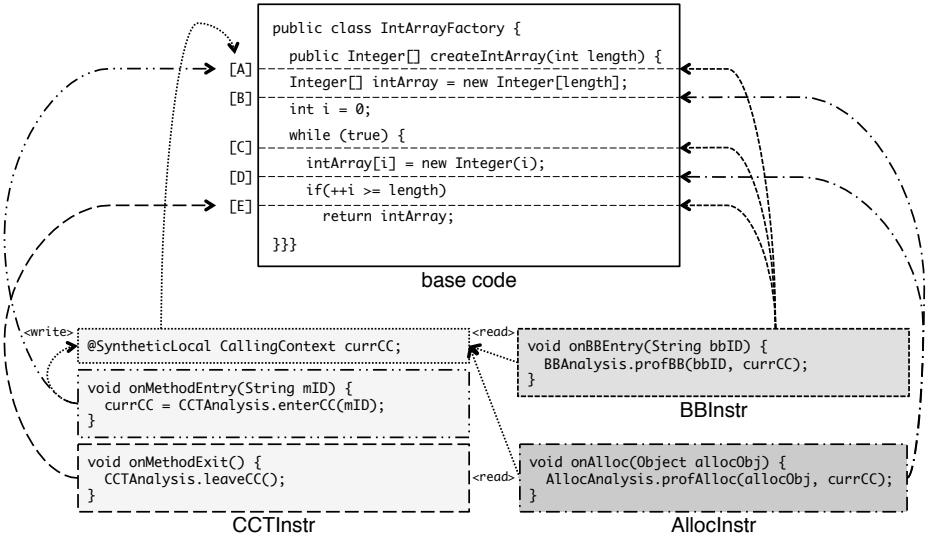 public class IntArrayFactory {
public Integer[] createIntArray(int length) {
[A]
Integer[] intArray = new Integer[length];
[B]
int i = 0;
while (true) {
[C]
intArray[i] = new Integer(i);
[D]
if(++i >= length)
[E]
return intArray;
}}}
base code
<write>
@SyntheticLocal CallingContext currCC;
<read>
void onMethodEntry(String mID) {
currCC = CCTAnalysis.enterCC(mID);
}
void onMethodExit() {
CCTAnalysis.leaveCC();
}
CCTInstr
void onBBEntry(String bbID) {
BBAnalysis.profBB(bbID, currCC);
}
BBInstr
<read>
void onAlloc(Object allocObj) {
AllocAnalysis.profAlloc(allocObj, currCC);
}
AllocInstr